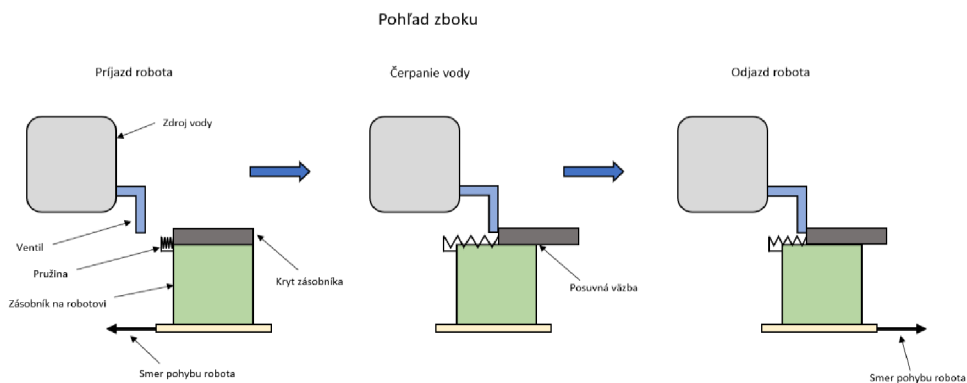 Pohľad zboku
Príjazd robota
Čerpanie vody
Odjazd robota
Zdroj vody
Ventil
Pružina
Zásobník na robotovi
Kryt zásobníka
Smer pohybu robota
Posuvná väzba
Smer pohybu robota